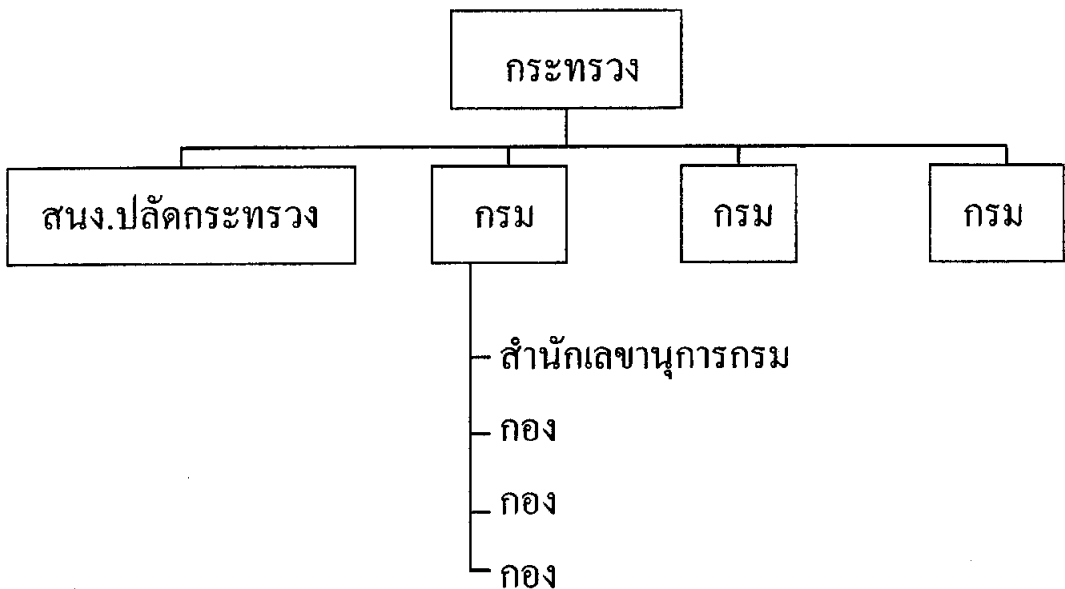 กระทรวง
สนง.ปลัดกระทรวง กรม กรม กรม
สำนักเลขานุการกรม
กอง
กอง
กอง